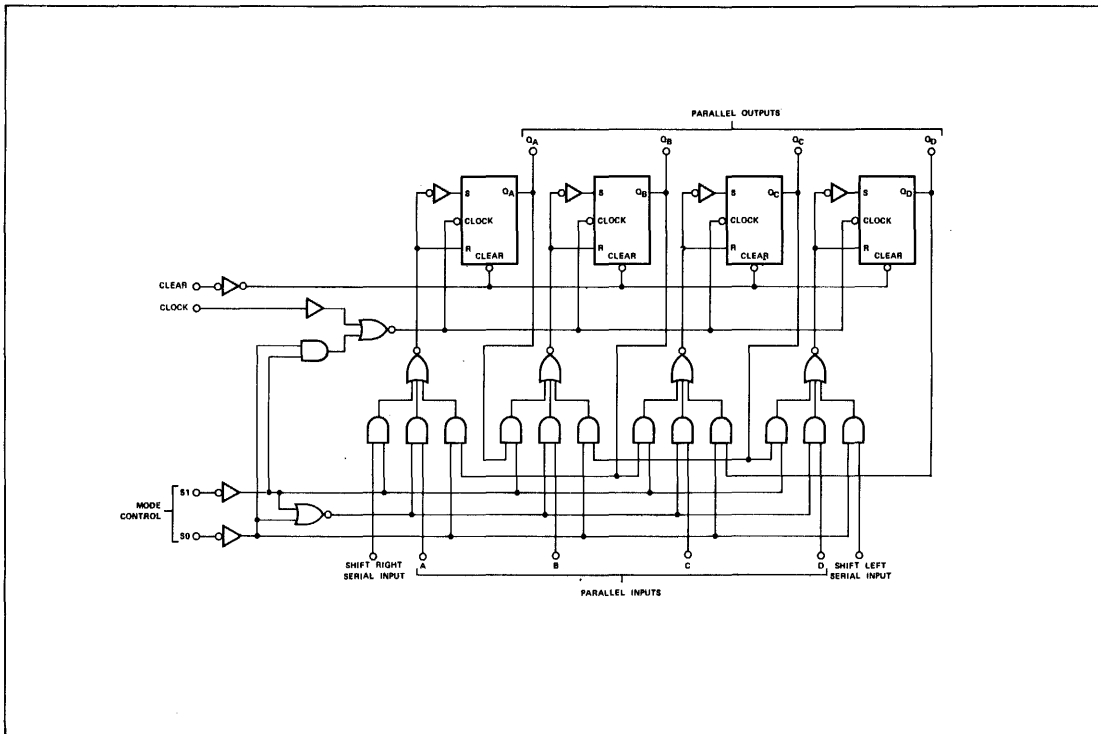 PARALLEL OUTPUTS
QA QB QC QD
S QA S QB S QC S QD
CLOCK CLOCK CLOCK CLOCK
R R R R
CLEAR CLEAR CLEAR CLEAR
CLEAR
CLOCK
S1
MODE
CONTROL
S0
SHIFT RIGHT
SERIAL INPUT
A B C D
SHIFT LEFT
SERIAL INPUT
PARALLEL INPUTS